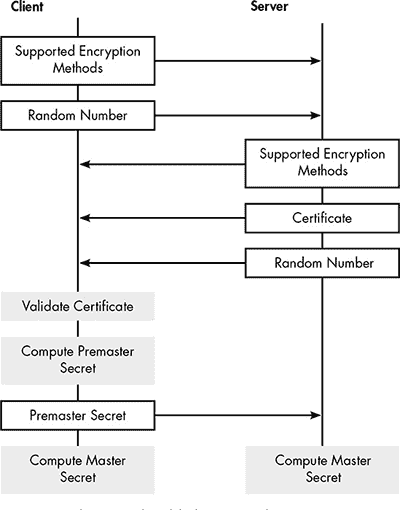 Client
Server
Supported Encryption
Methods
Random Number
Supported Encryption
Methods
Certificate
Random Number
Validate Certificate
Compute Premaster
Secret
Premaster Secret
Compute Master
Secret
Compute Master
Secret